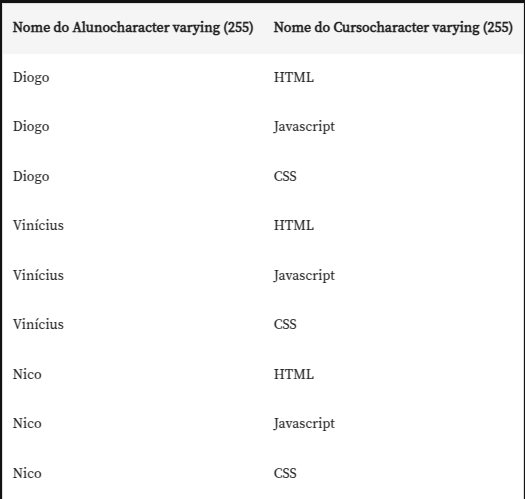 Nome do Alunocharacter varying (255) Nome do Cursocharacter varying (255)
Diogo HTML
Diogo Javascript
Diogo CSS
Vinícius HTML
Vinícius Javascript
Vinícius CSS
Nico HTML
Nico Javascript
Nico CSS